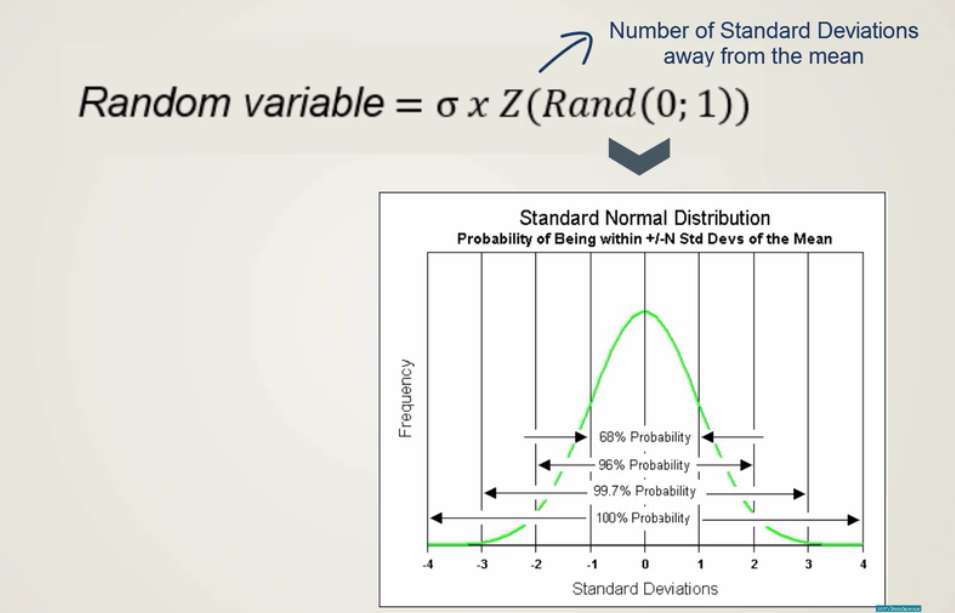 Number of Standard Deviations
away from the mean
Random variable = σ x Z(Rand(0; 1))
Standard Normal Distribution
Probability of Being within +/-N Std Devs of the Mean
Frequency
68% Probability
96% Probability
99.7% Probability
100% Probability
-4 -3 -2 -1 0 1 2 3 4
Standard Deviations